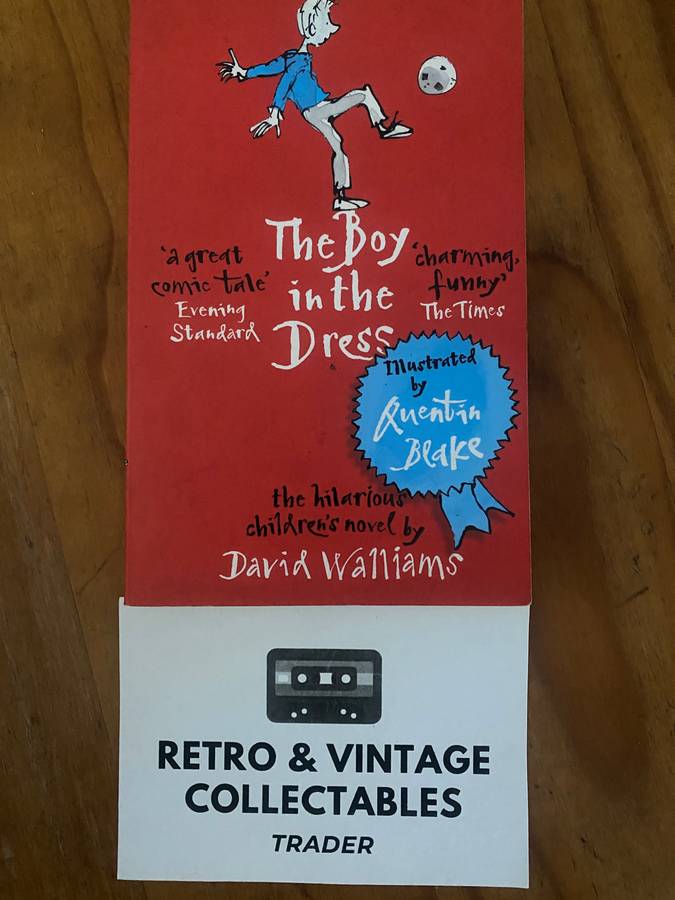 The Boy
in the
Dress
'a great
comic tale'
Evening
Standard
'charming,
funny'
The Times
Illustrated
by
Quentin
Blake
the hilarious
children's novel by
David Walliams
RETRO & VINTAGE
COLLECTABLES
TRADER